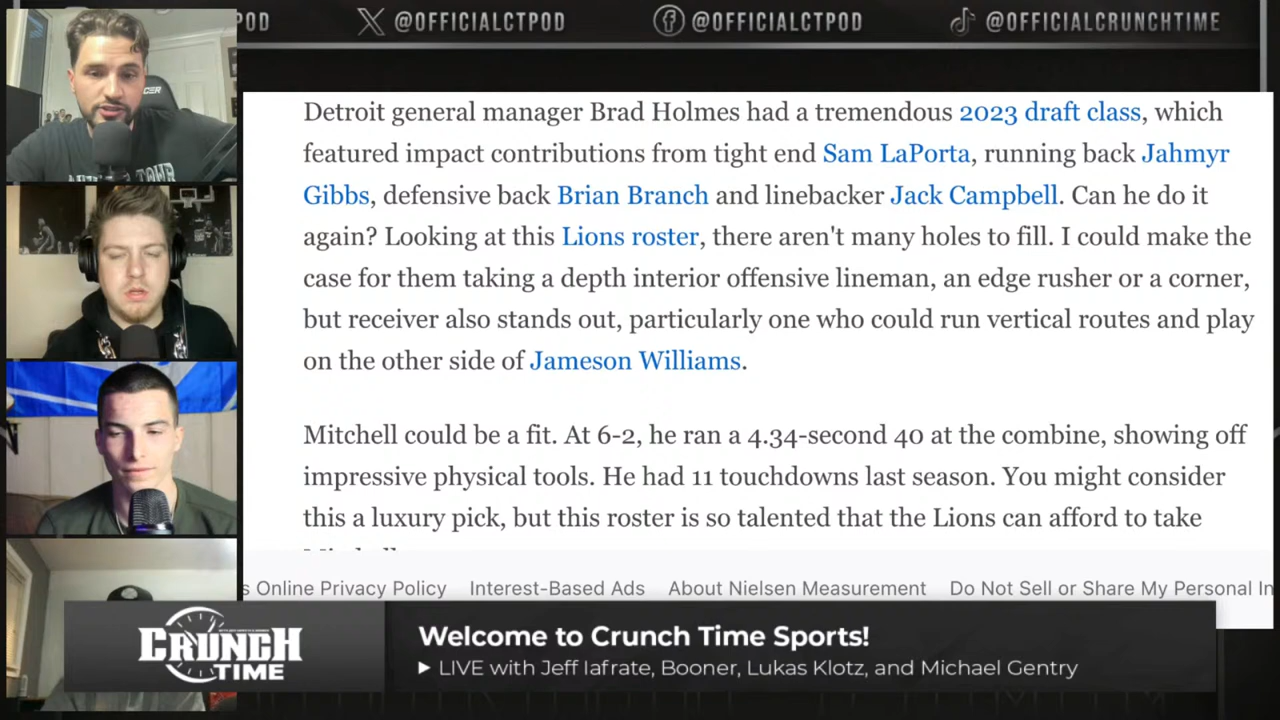 POD
@OFFICIALCTPOD
@OFFICIALCTPOD
@OFFICIALCRUNCHTIME
Detroit general manager Brad Holmes had a tremendous 2023 draft class, which
featured impact contributions from tight end Sam LaPorta, running back Jahmyr
Gibbs, defensive back Brian Branch and linebacker Jack Campbell. Can he do it
again? Looking at this Lions roster, there aren't many holes to fill. I could make the
case for them taking a depth interior offensive lineman, an edge rusher or a corner,
but receiver also stands out, particularly one who could run vertical routes and play
on the other side of Jameson Williams.
Mitchell could be a fit. At 6-2, he ran a 4.34-second 40 at the combine, showing off
impressive physical tools. He had 11 touchdowns last season. You might consider
this a luxury pick, but this roster is so talented that the Lions can afford to take
s Online Privacy Policy Interest-Based Ads About Nielsen Measurement Do Not Sell or Share My Personal In
CRUNCH
TIME
Welcome to Crunch Time Sports!
LIVE with Jeff Iafrate, Booner, Lukas Klotz, and Michael Gentry